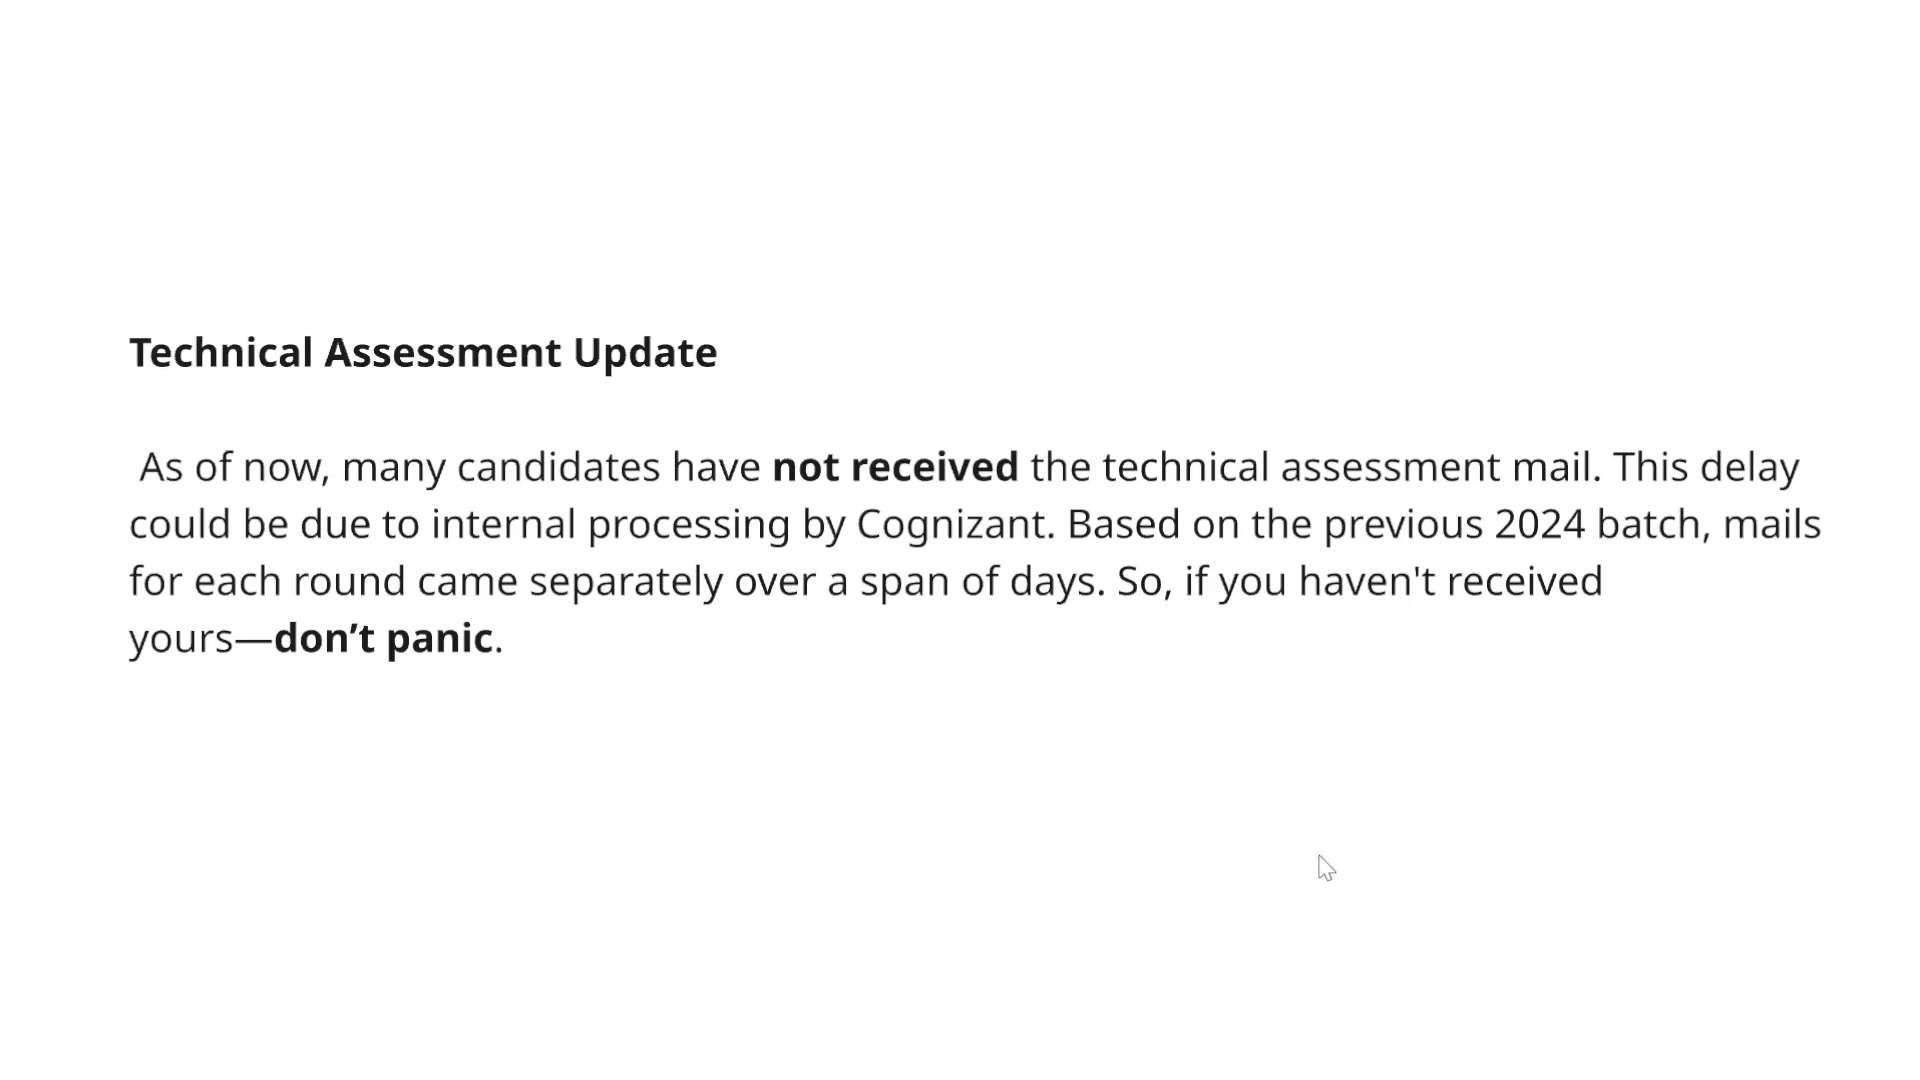 Technical Assessment Update
As of now, many candidates have not received the technical assessment mail. This delay
could be due to internal processing by Cognizant. Based on the previous 2024 batch, mails
for each round came separately over a span of days. So, if you haven't received
yours—don’t panic.